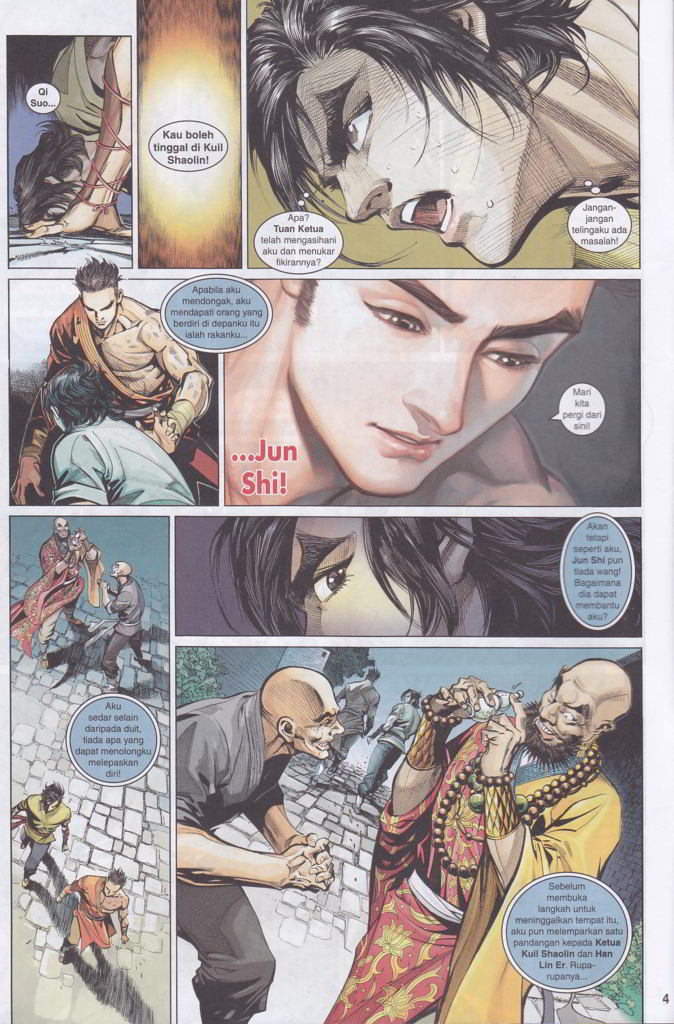 Qi
Suo...
Kau boleh
tinggal di Kuil
Shaolin!
Apa?
Tuan Ketua
telah mengasihani
aku dan menukar
fikirannya?
Jangan-
jangan
telingaku ada
masalah!
Apabila aku
mendongak, aku
mendapati orang yang
berdiri di depanku itu
ialah rakanku...
...Jun
Shi!
Mari
kita
pergi dari
sini!
Akan
tetapi
seperti aku,
Jun Shi pun
tiada wang!
Bagaimana
dia dapat
membantu
aku?
Aku
sedar selain
daripada duit,
tiada apa yang
dapat menolongku
melepaskan
diri!
Sebelum
membuka
langkah untuk
meninggalkan tempat itu,
aku pun melemparkan satu
pandangan kepada Ketua
Kuil Shaolin dan Han
Lin Er. Rupa-
rupanya...
4